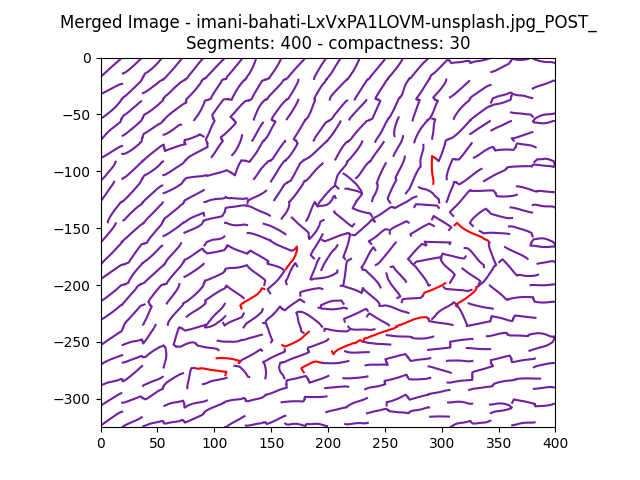 Merged Image - imani-bahati-LxVxPA1LOVM-unsplash.jpg_POST_
Segments: 400 - compactness: 30
0
−50
−100
−150
−200
−250
−300
0 50 100 150 200 250 300 350 400